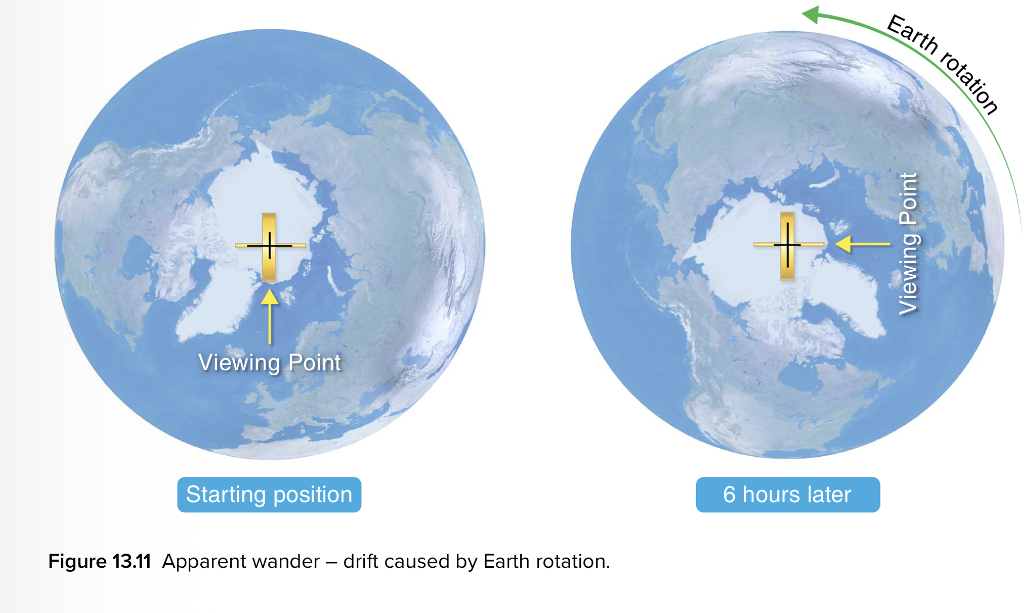 Earth rotation
Viewing Point
Viewing Point
Starting position
6 hours later
Figure 13.11 Apparent wander – drift caused by Earth rotation.